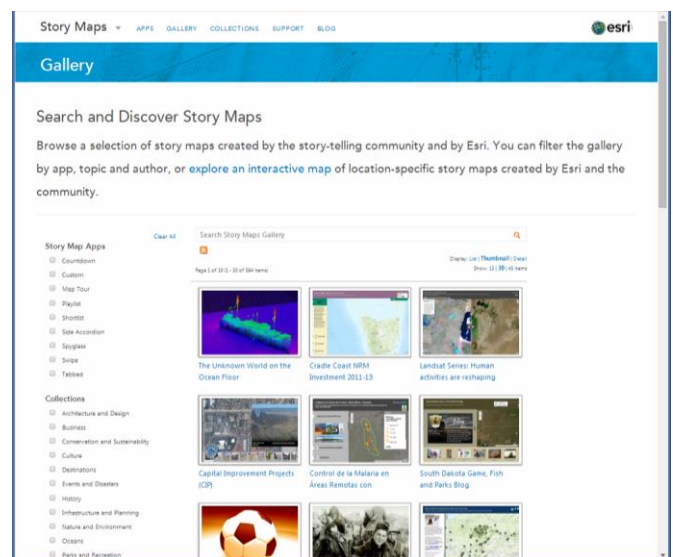 Story Maps
APPS GALLERY COLLECTIONS SUPPORT BLOG
esri
Gallery
Search and Discover Story Maps
Browse a selection of story maps created by the story-telling community and by Esri. You can filter the gallery
by app, topic and author, or explore an interactive map of location-specific story maps created by Esri and the
community.
Clear All
Search Story Maps Gallery
Display: List | Thumbnail | Detail
Story Map Apps
Countdown
Custom
Map Tour
Playlist
Shortlist
Side Accordion
Spyglass
Swipe
Tabbed
The Unknown World on the
Ocean Floor
Cradle Coast NRM
Investment 2011-13
Landsat Series: Human
activities are reshaping
Collections
Architecture and Design
Business
Conservation and Sustainability
Culture
Destinations
Events and Disasters
History
Infrastructure and Planning
Nature and Environment
Oceans
Parks and Recreation
Capital Improvement Projects
(CIP)
Control de la Malaria en
Áreas Remotas con
South Dakota Game, Fish
and Parks Blog